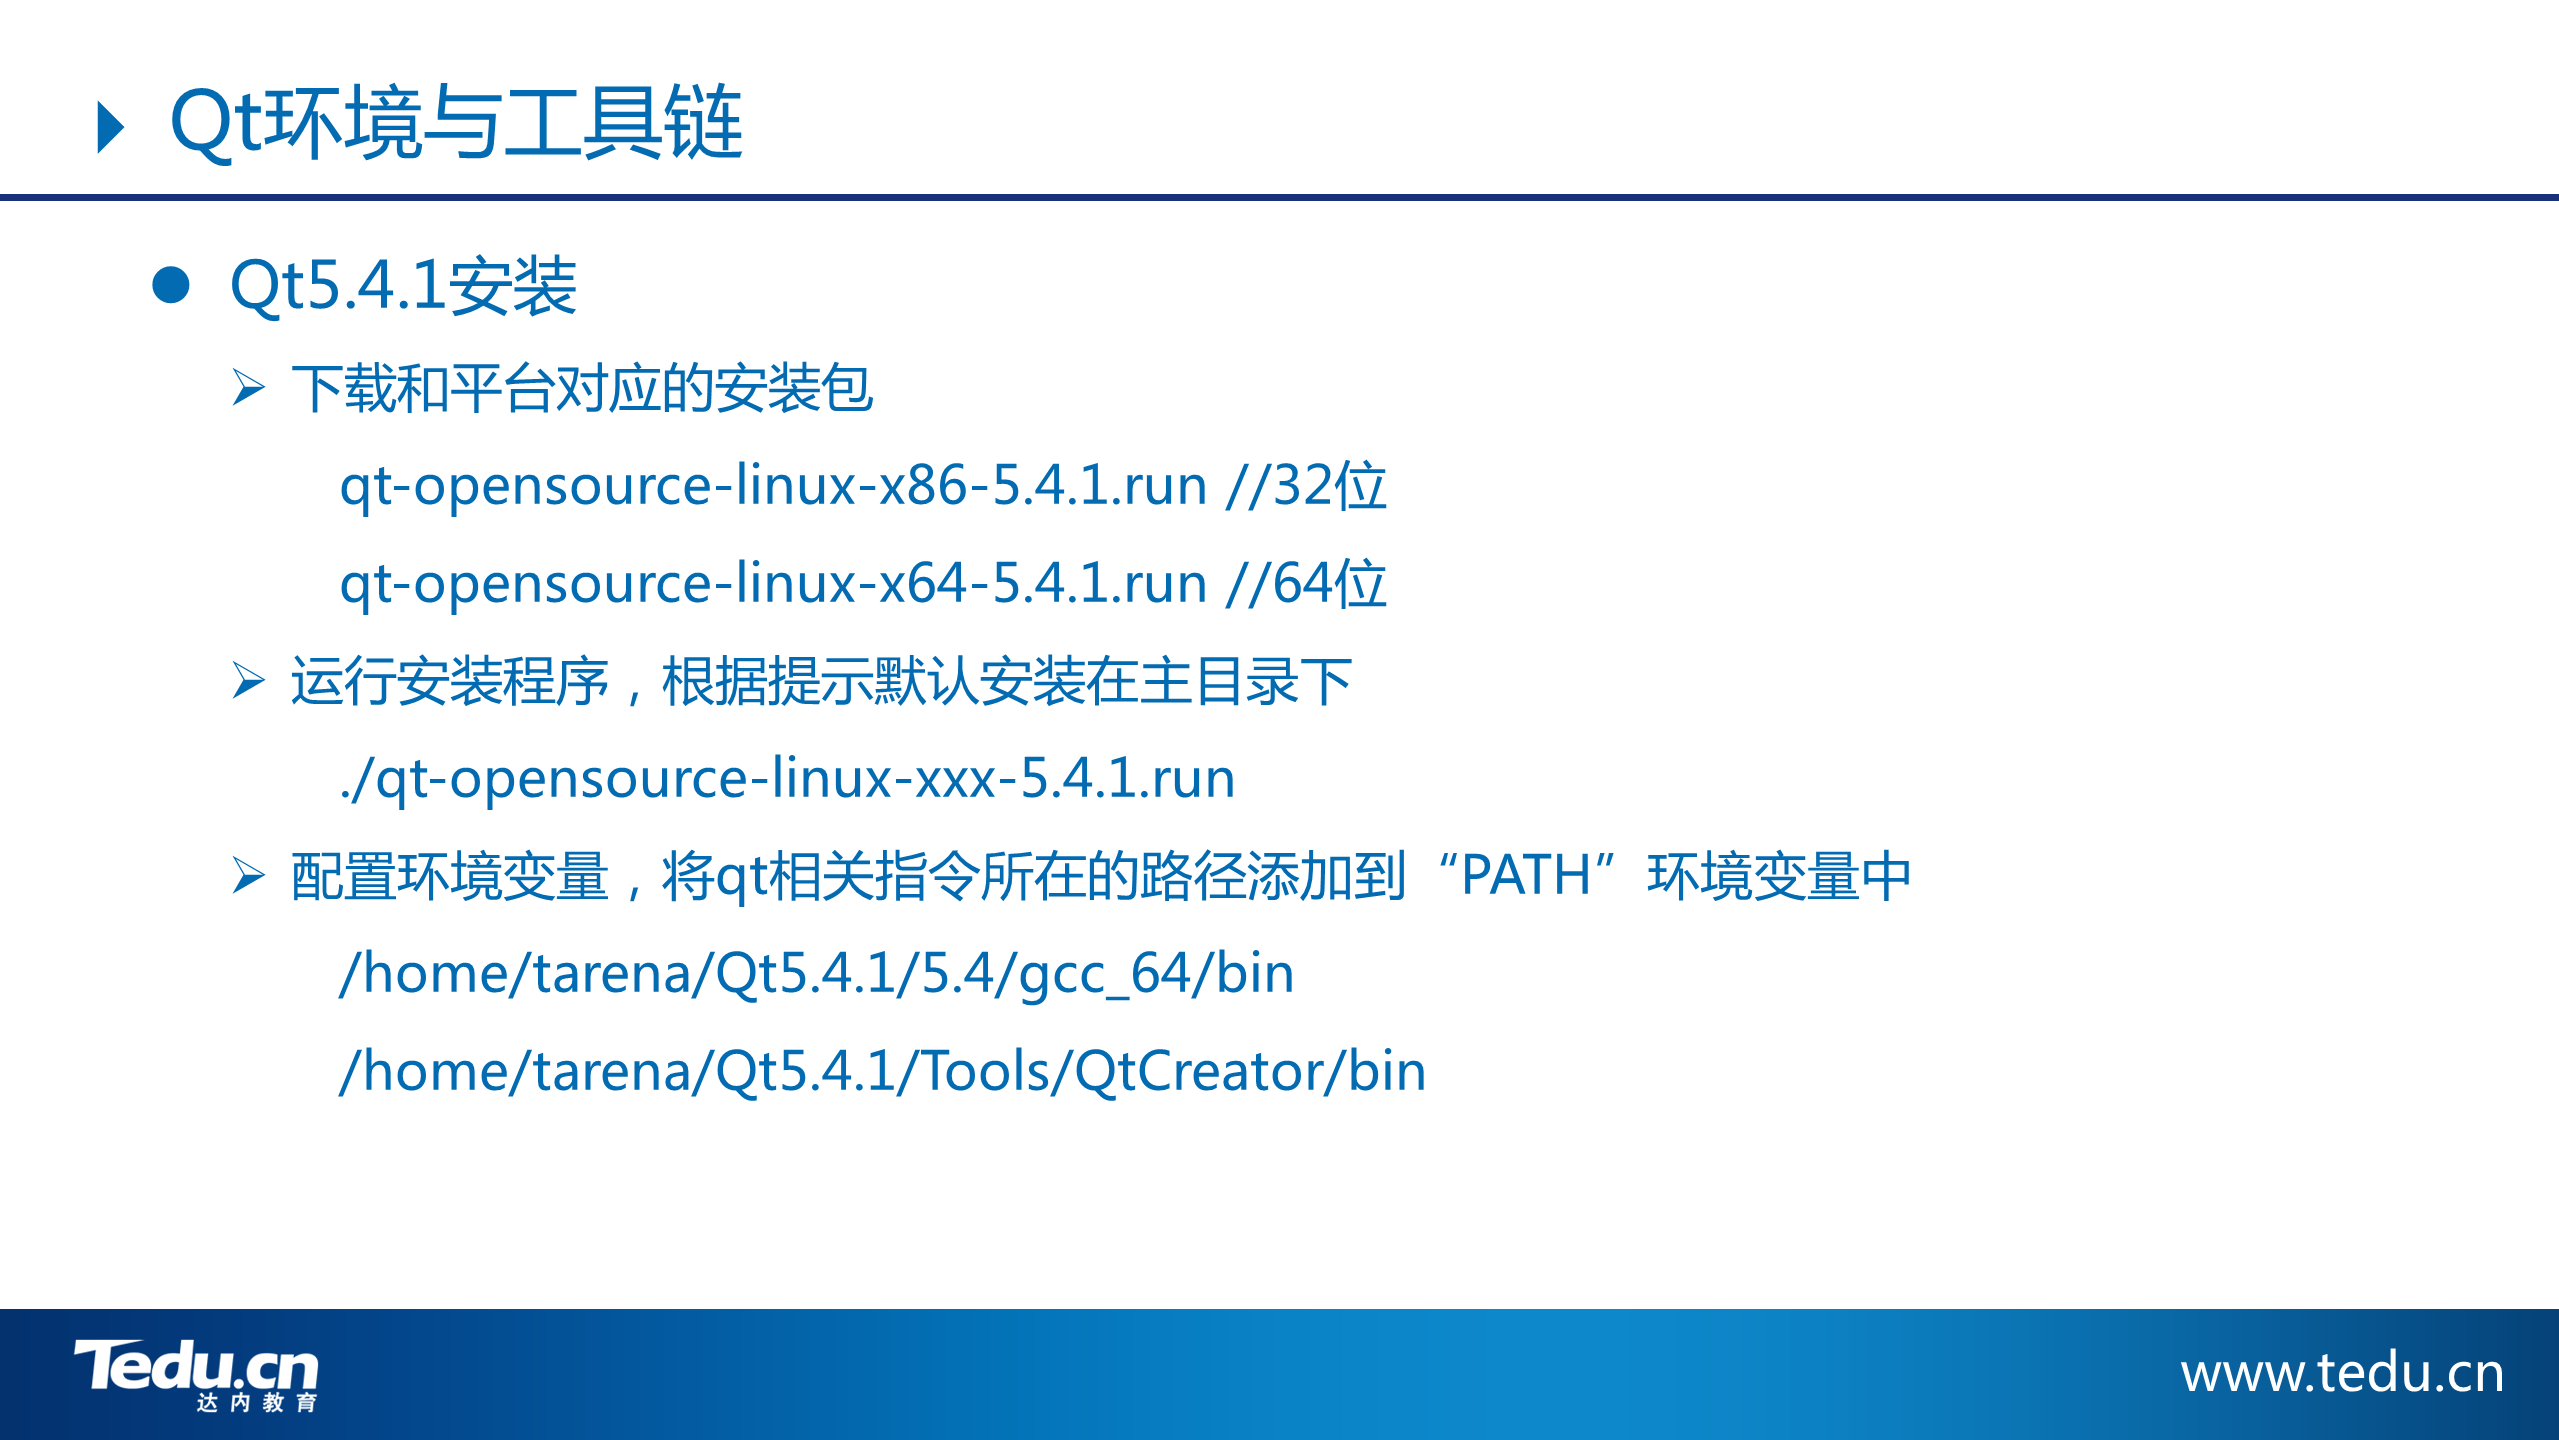 Qt环境与工具链
Qt5.4.1安装
下载和平台对应的安装包
qt-opensource-linux-x86-5.4.1.run //32位
qt-opensource-linux-x64-5.4.1.run //64位
运行安装程序，根据提示默认安装在主目录下
./qt-opensource-linux-xxx-5.4.1.run
配置环境变量，将qt相关指令所在的路径添加到“PATH”环境变量中
/home/tarena/Qt5.4.1/5.4/gcc_64/bin
/home/tarena/Qt5.4.1/Tools/QtCreator/bin
Tedu.cn
达内教育
www.tedu.cn